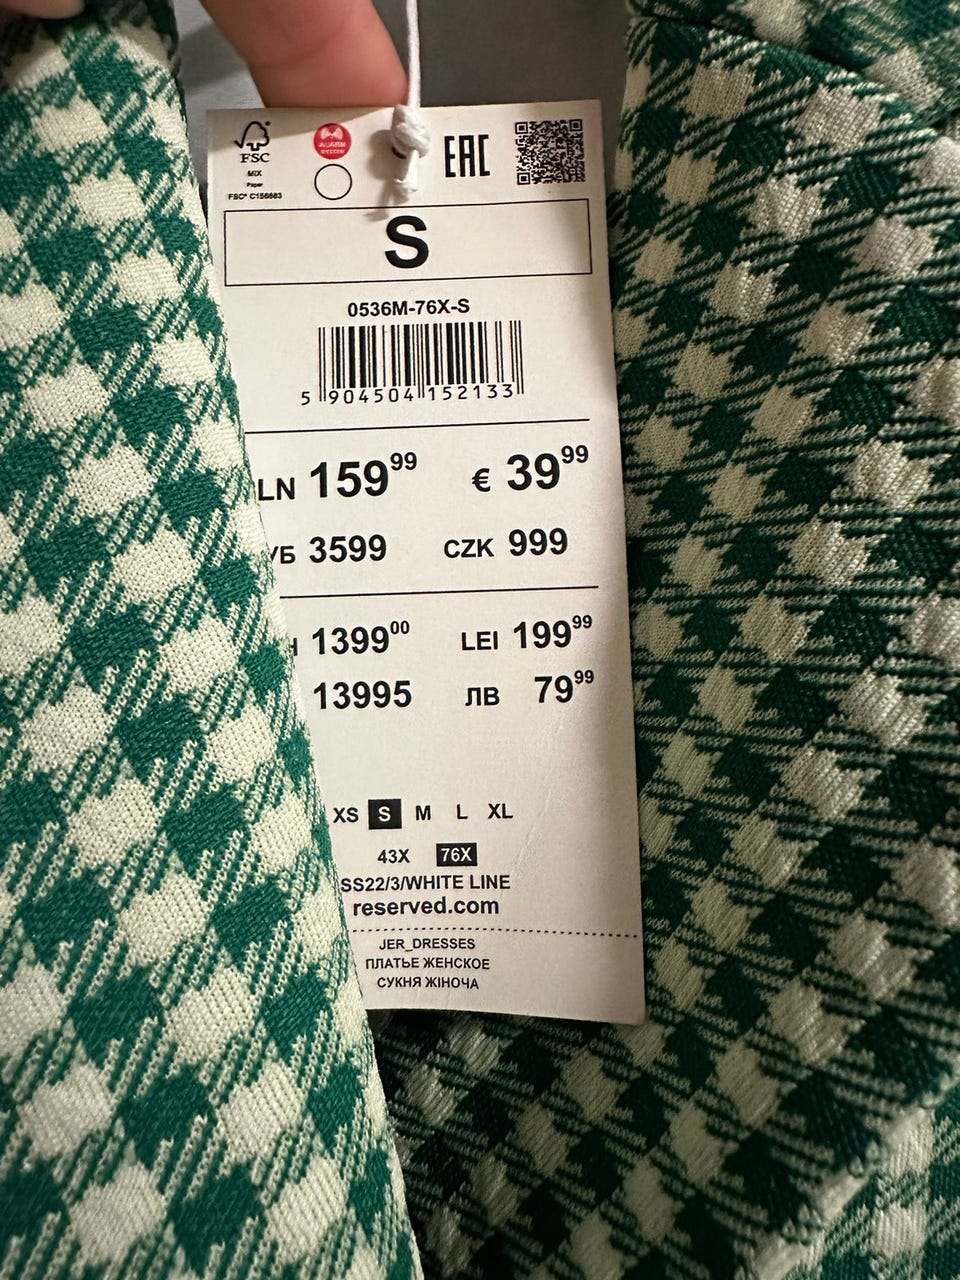 FSC
MIX
Paper
FSC® C156683
ALARM
SYSTEM
EAC
S
0536M-76X-S
5 904504 152133
LN 159⁹⁹ € 39⁹⁹
УБ 3599 CZK 999
1399⁰⁰ LEI 199⁹⁹
13995 ЛВ 79⁹⁹
XS S M L XL
43X 76X
SS22/3/WHITE LINE
reserved.com
JER_DRESSES
ПЛАТЬЕ ЖЕНСКОЕ
СУКНЯ ЖІНОЧА